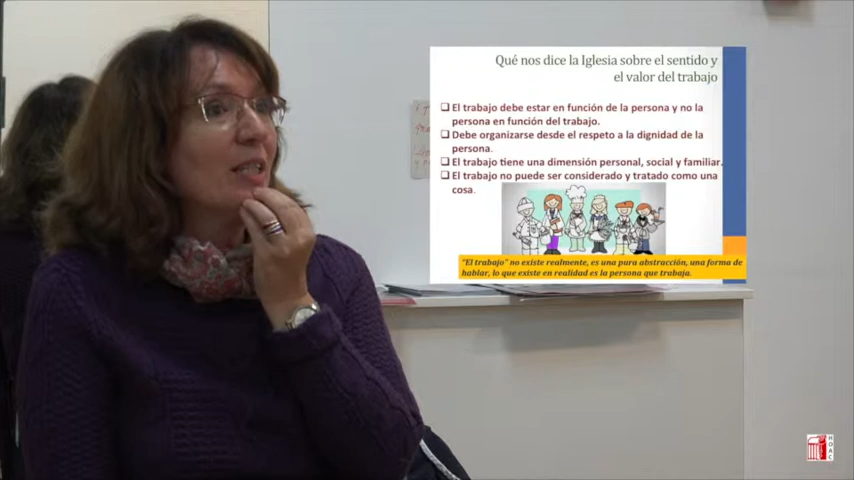 Qué nos dice la Iglesia sobre el sentido y
el valor del trabajo
El trabajo debe estar en función de la persona y no la
persona en función del trabajo.
Debe organizarse desde el respeto a la dignidad de la
persona.
El trabajo tiene una dimensión personal, social y familiar.
El trabajo no puede ser considerado y tratado como una
cosa.
"El trabajo" no existe realmente, es una pura abstracción, una forma de
hablar, lo que existe en realidad es la persona que trabaja.
HOAC